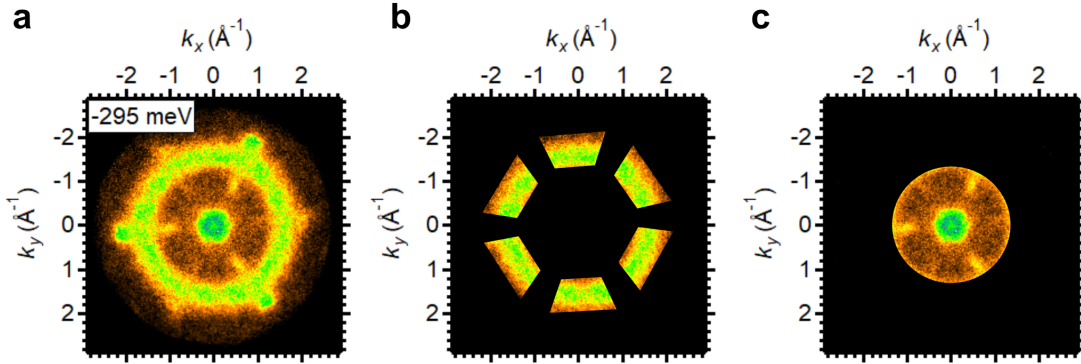 a b c
kx (Å-1) kx (Å-1) kx (Å-1)
-2 -1 0 1 2 -2 -1 0 1 2 -2 -1 0 1 2
-295 meV
ky (Å-1) ky (Å-1) ky (Å-1)
-2 -2 -2
-1 -1 -1
0 0 0
1 1 1
2 2 2